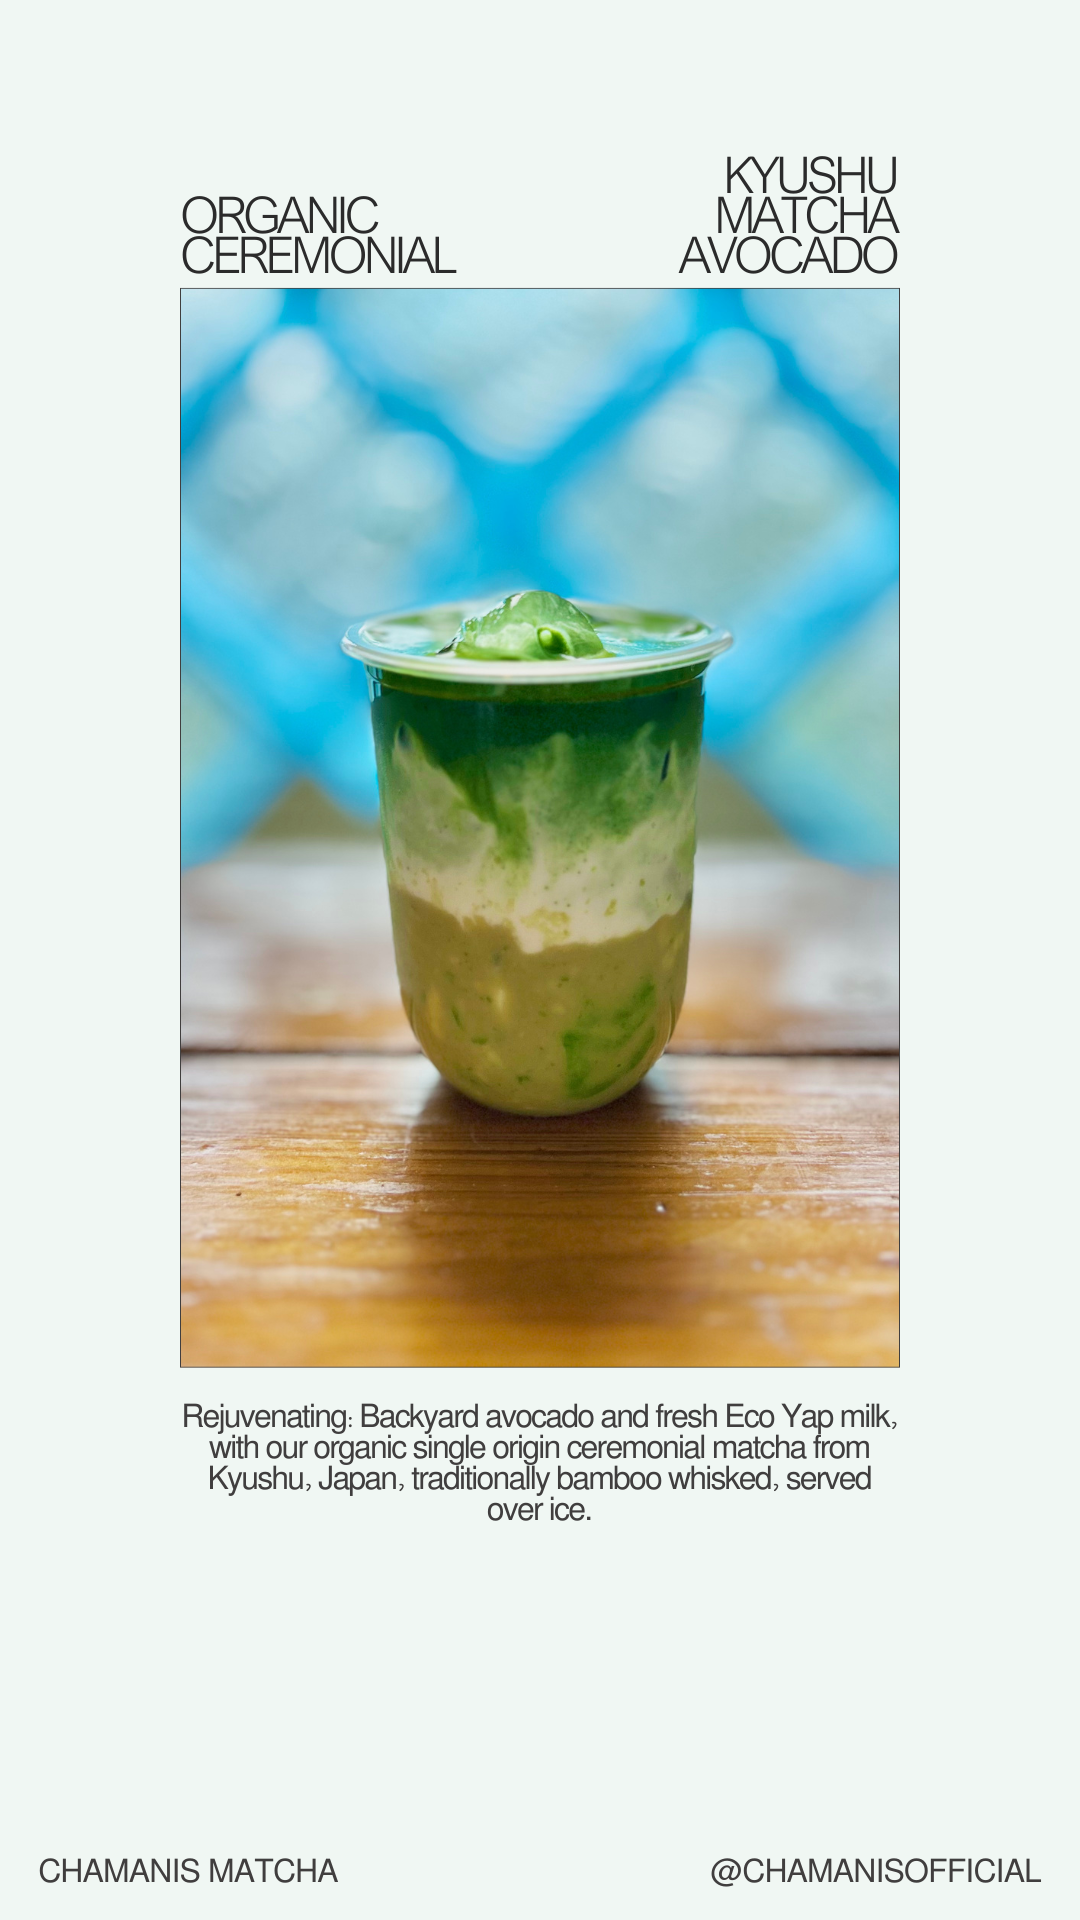 ORGANIC
CEREMONIAL
KYUSHU
MATCHA
AVOCADO
Rejuvenating: Backyard avocado and fresh Eco Yap milk,
with our organic single origin ceremonial matcha from
Kyushu, Japan, traditionally bamboo whisked, served
over ice.
CHAMANIS MATCHA
@CHAMANISOFFICIAL